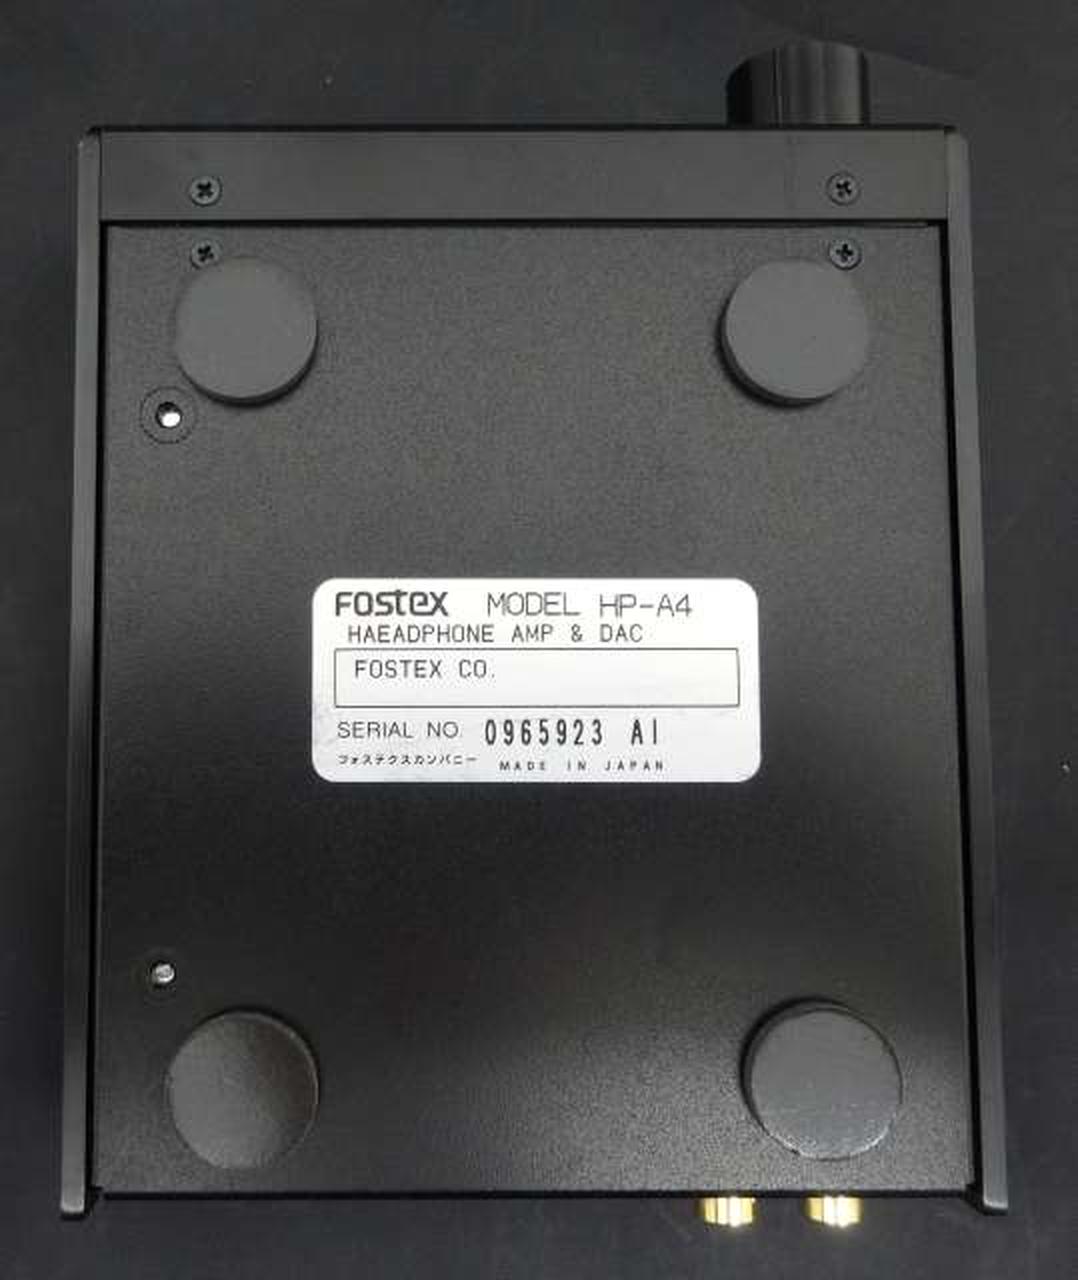 FOSTEX MODEL HP-A4
HAEADPHONE AMP & DAC
FOSTEX CO.
SERIAL NO. 0965923 A1
フォステクスカンパニー MADE IN JAPAN